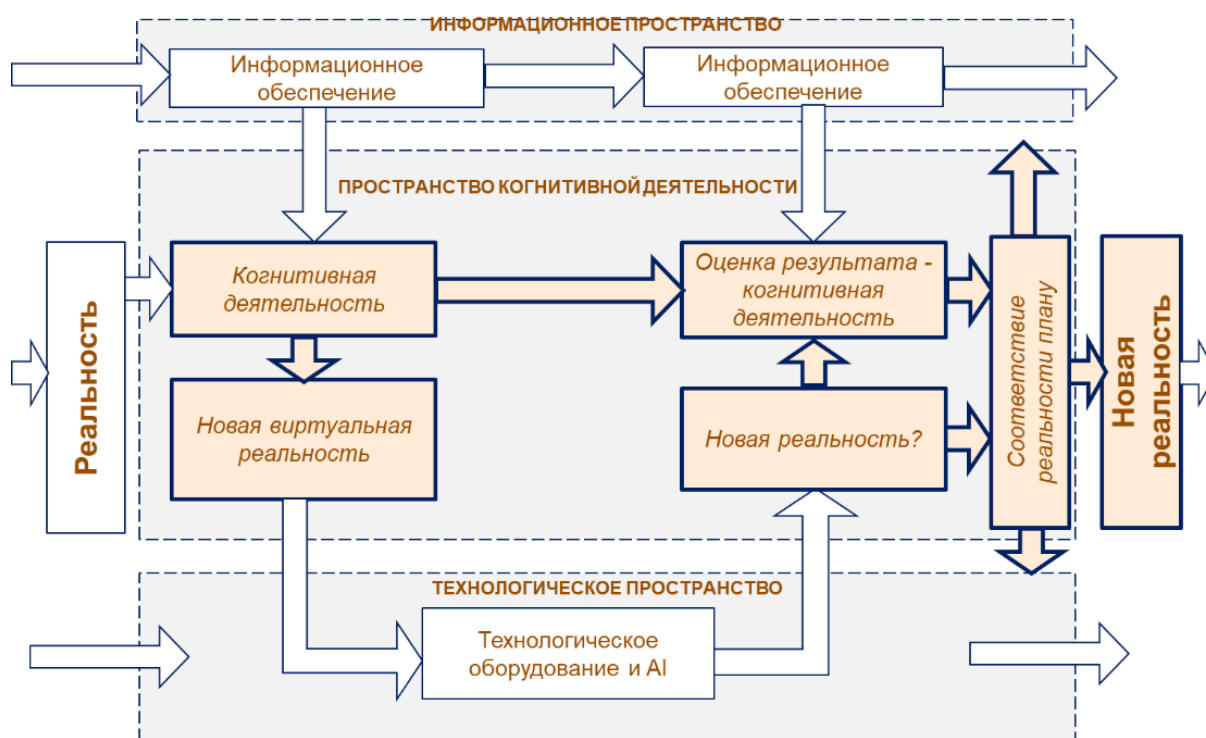 ИНФОРМАЦИОННОЕ ПРОСТРАНСТВО
Информационное
обеспечение
Информационное
обеспечение
ПРОСТРАНСТВО КОГНИТИВНОЙ ДЕЯТЕЛЬНОСТИ
Реальность
Когнитивная
деятельность
Оценка результата -
когнитивная
деятельность
Новая виртуальная
реальность
Новая реальность?
Соответствие
реальности плану
Новая
реальность
ТЕХНОЛОГИЧЕСКОЕ ПРОСТРАНСТВО
Технологическое
оборудование и AI